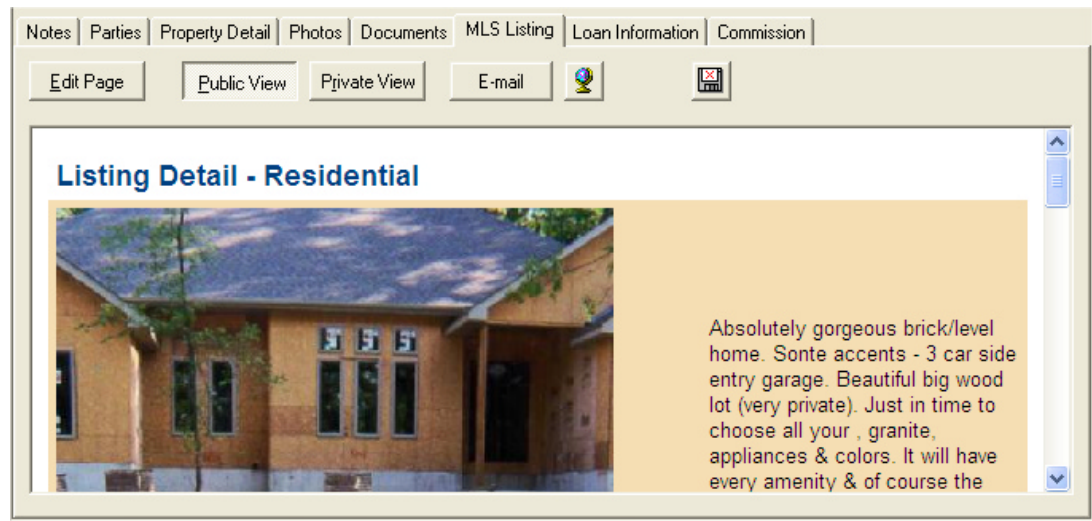 Notes Parties Property Detail Photos Documents MLS Listing Loan Information Commission
Edit Page Public View Private View E-mail
Listing Detail - Residential
Absolutely gorgeous brick/level
home. Sonte accents - 3 car side
entry garage. Beautiful big wood
lot (very private). Just in time to
choose all your , granite,
appliances & colors. It will have
every amenity & of course the